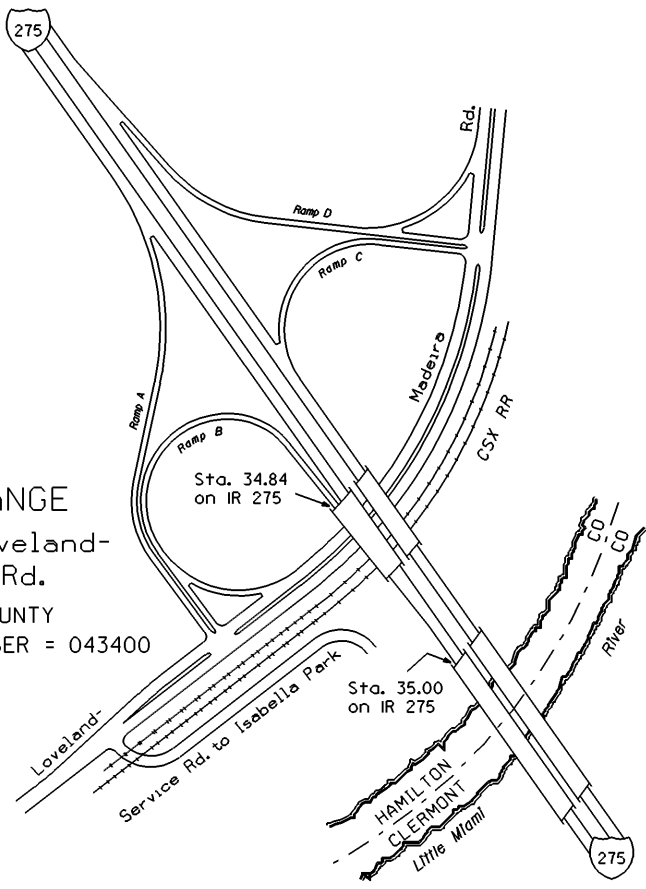 275
Rd.
Ramp D
Ramp C
Madeira
Ramp A
Ramp B
CSX RR
Sta. 34.84
on IR 275
ANGE
veland-
Rd.
UNTY
BER = 043400
CO
CO
River
Sta. 35.00
on IR 275
Loveland-
Service Rd. to Isabella Park
HAMILTON
CLERMONT
Little Miami
275